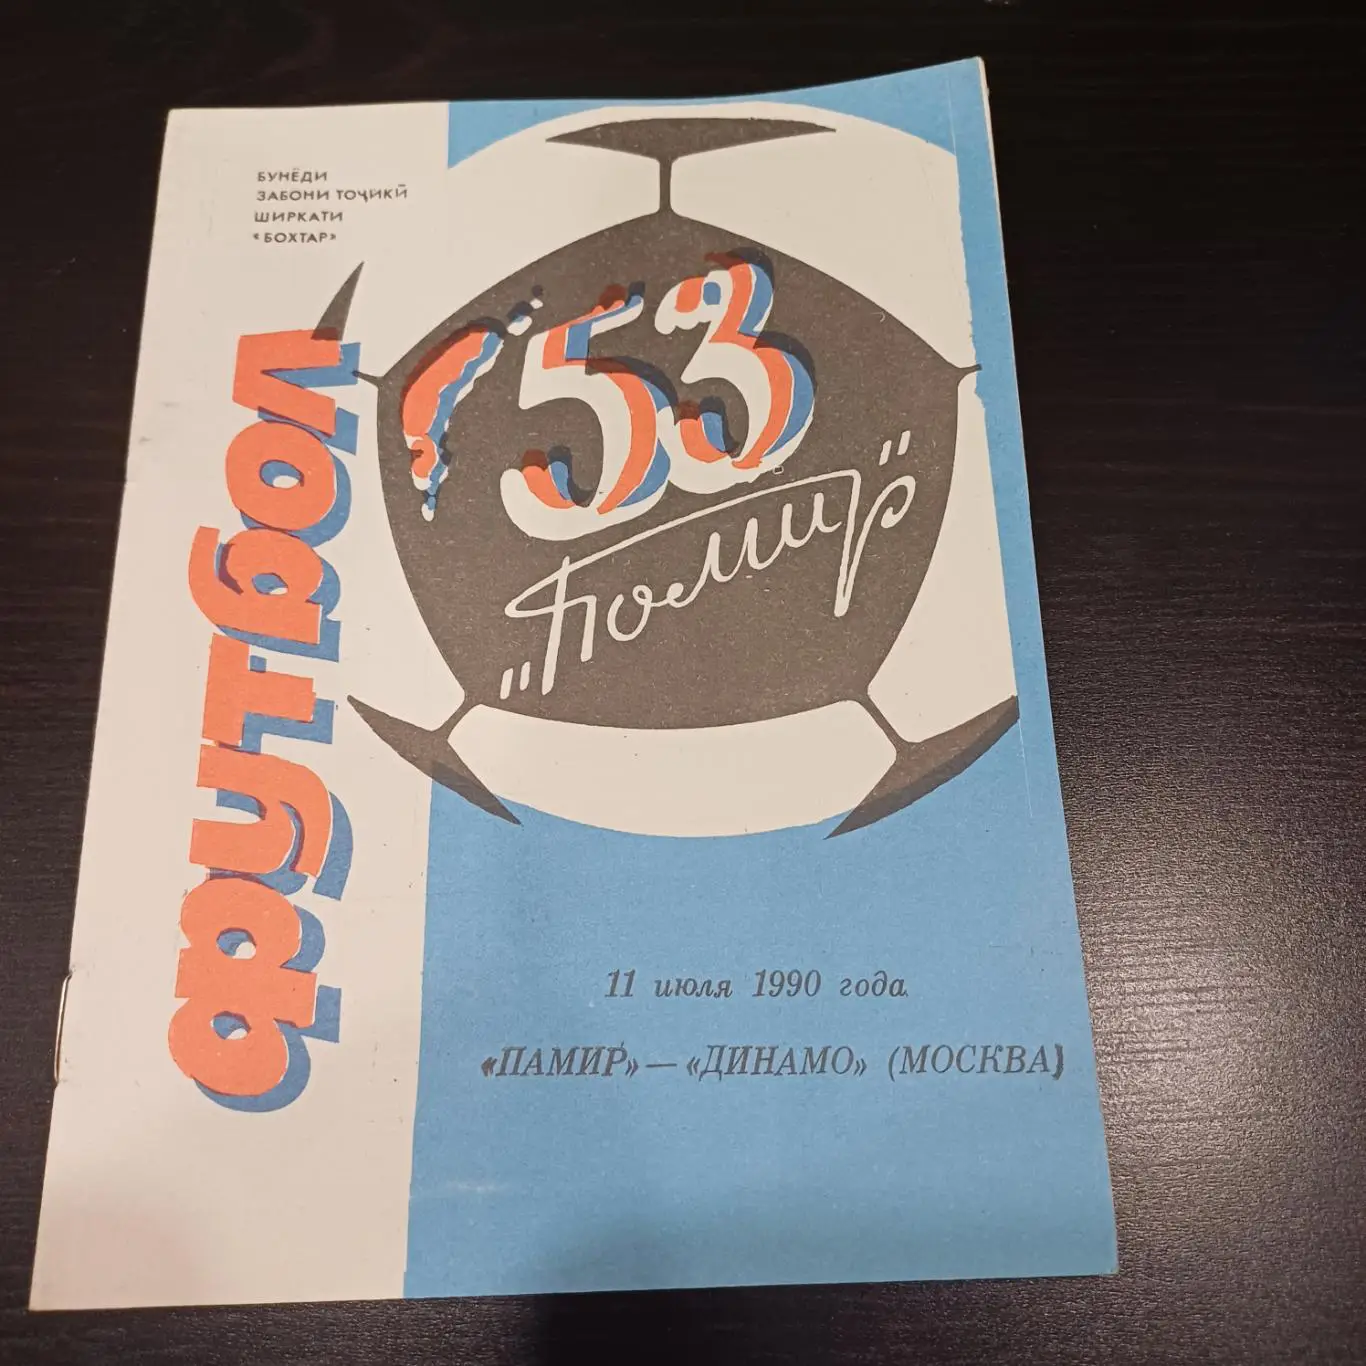 БУНЁДИ
ЗАБОНИ ТОҶИКӢ
ШИРКАТИ
«БОХТАР»
ФУТБОЛ
53
"Помир"
11 июля 1990 года
«ПАМИР» — «ДИНАМО» (МОСКВА)